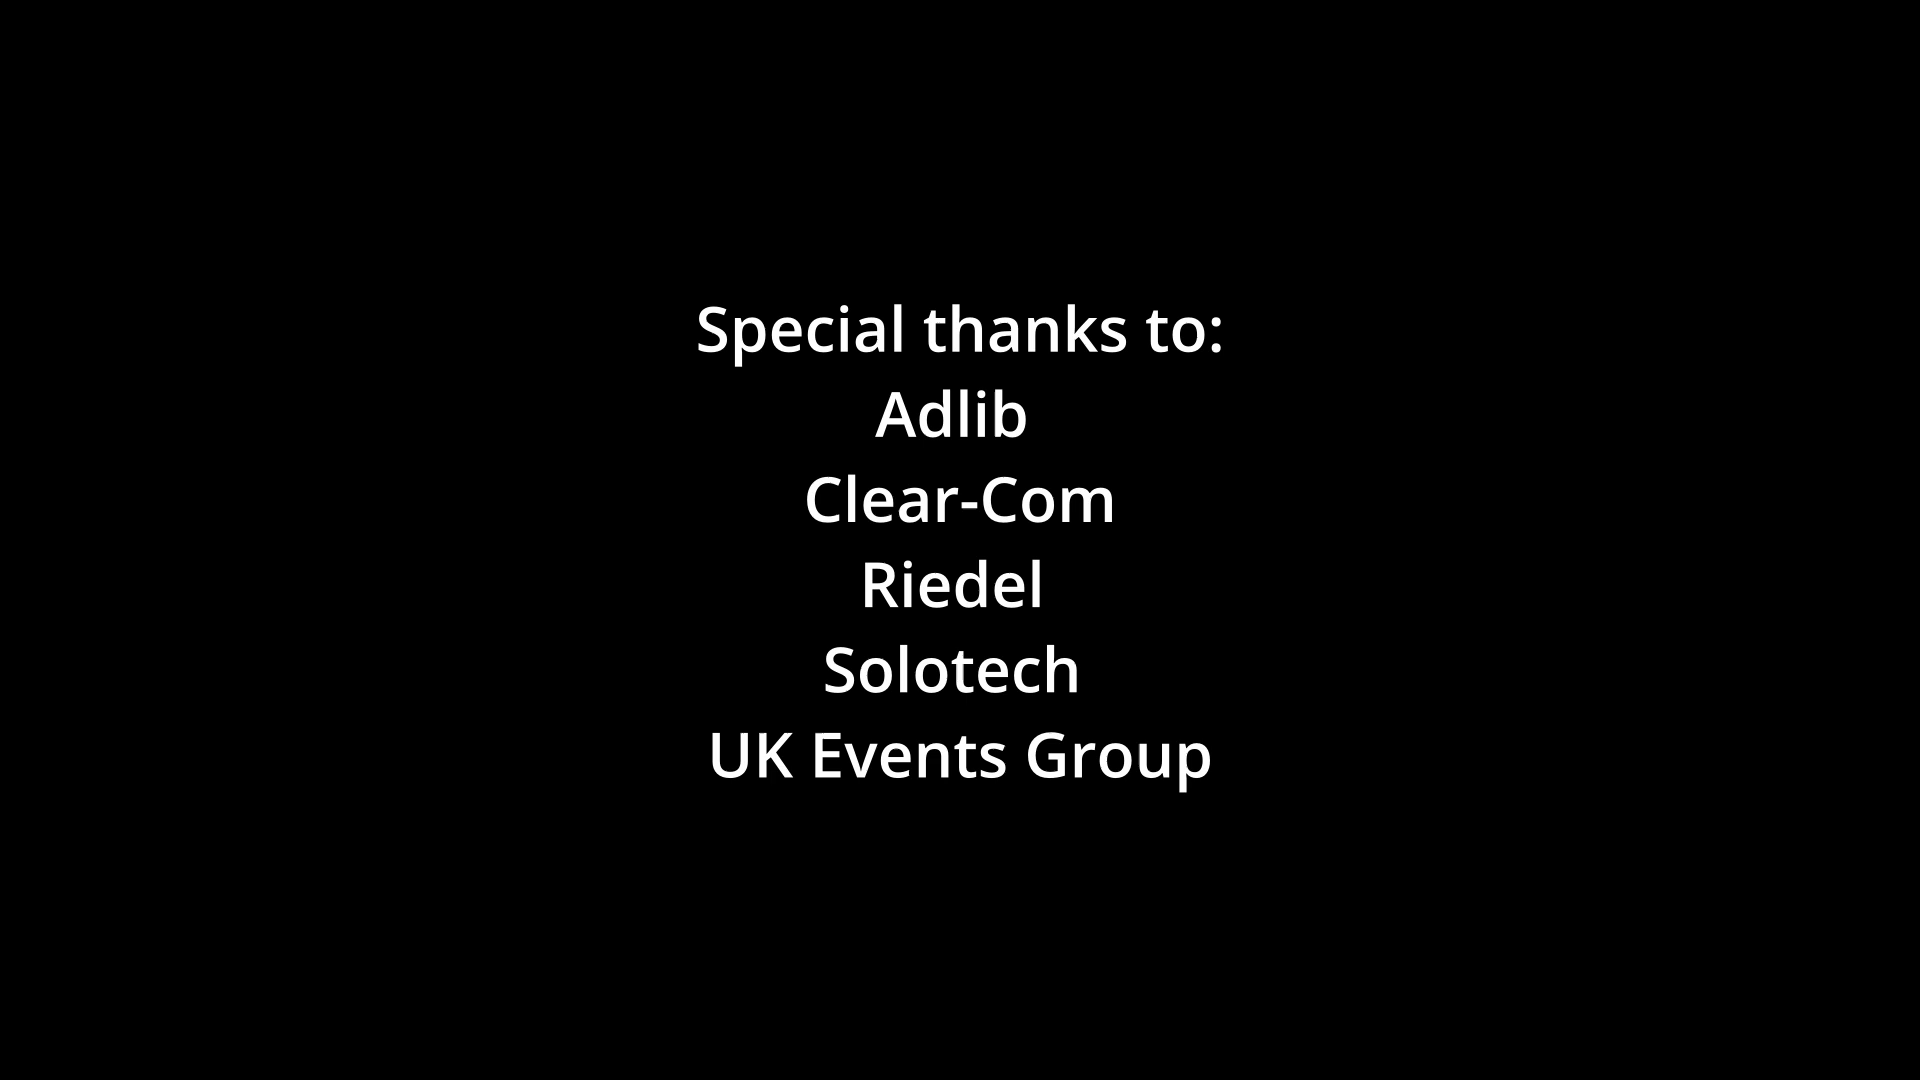 Special thanks to:
Adlib
Clear-Com
Riedel
Solotech
UK Events Group